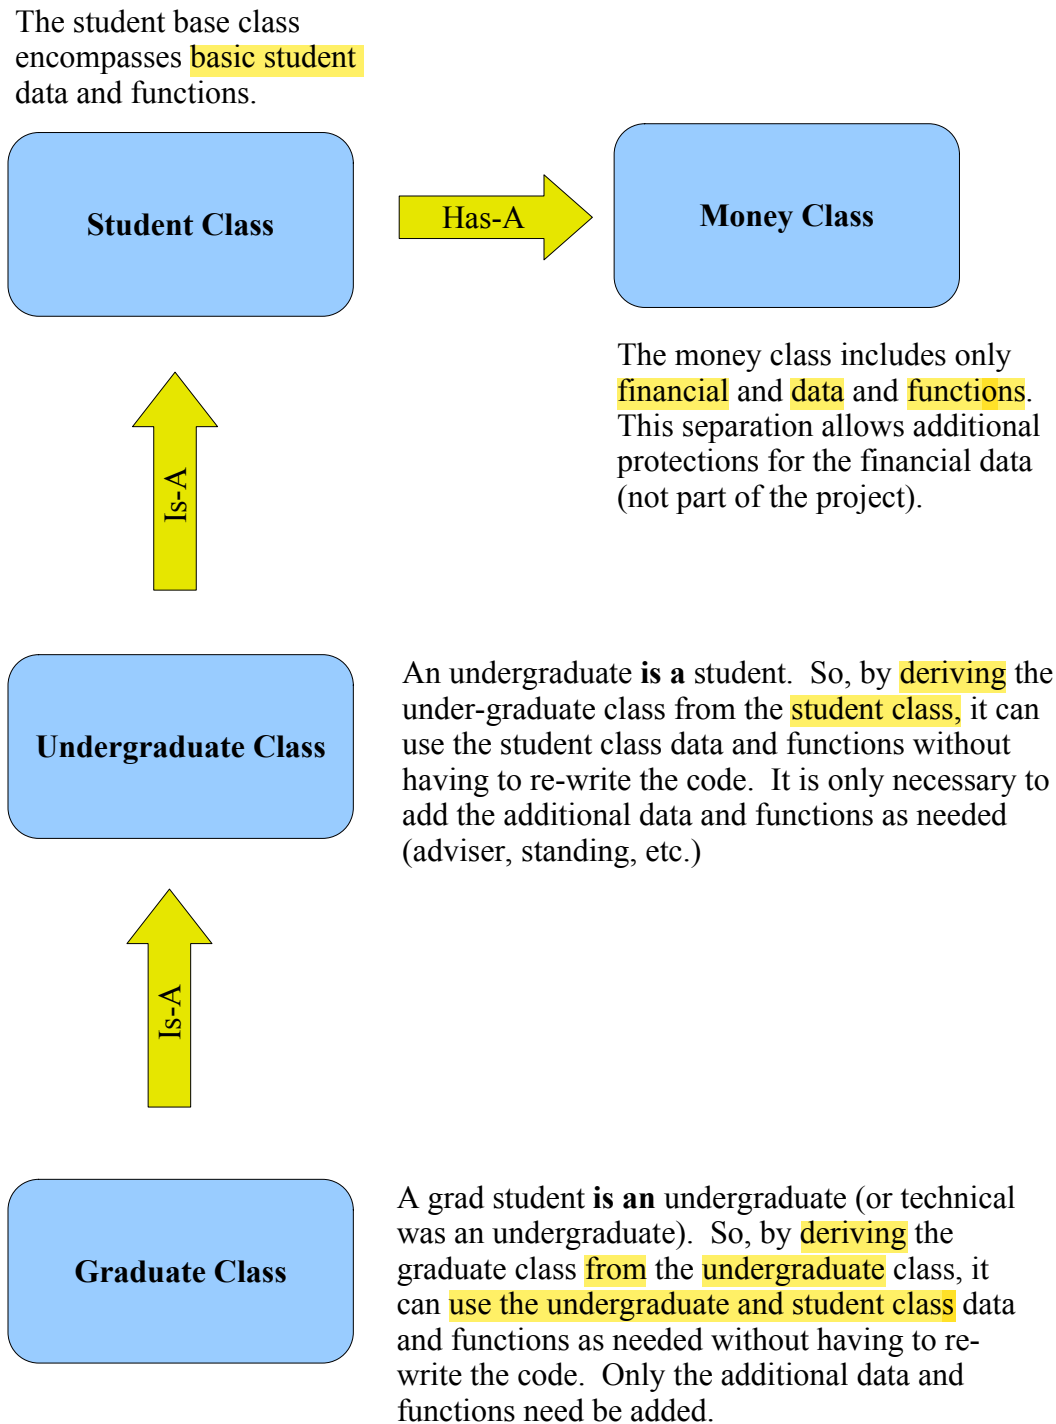 The student base class
encompasses basic student
data and functions.
Student Class
Has-A
Money Class
The money class includes only
financial and data and functions.
This separation allows additional
protections for the financial data
(not part of the project).
Is-A
Undergraduate Class
An undergraduate is a student.  So, by deriving the
under-graduate class from the student class, it can
use the student class data and functions without
having to re-write the code.  It is only necessary to
add the additional data and functions as needed
(adviser, standing, etc.)
Is-A
Graduate Class
A grad student is an undergraduate (or technical
was an undergraduate).  So, by deriving the
graduate class from the undergraduate class, it
can use the undergraduate and student class data
and functions as needed without having to re-
write the code.  Only the additional data and
functions need be added.